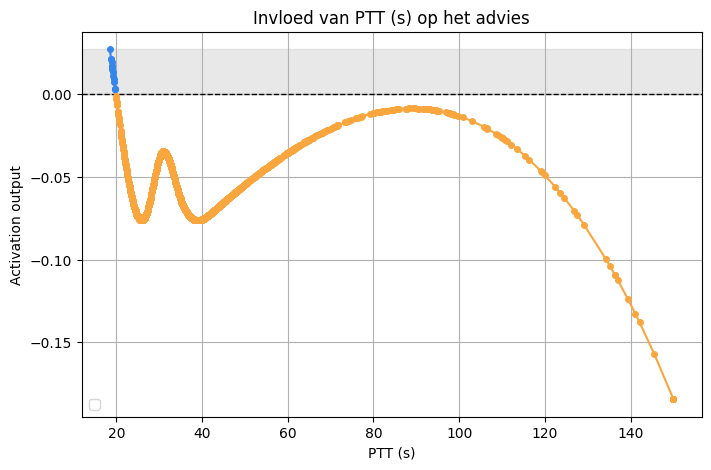 Invloed van PTT (s) op het advies
Activation output
0.00
−0.05
−0.10
−0.15
20 40 60 80 100 120 140
PTT (s)